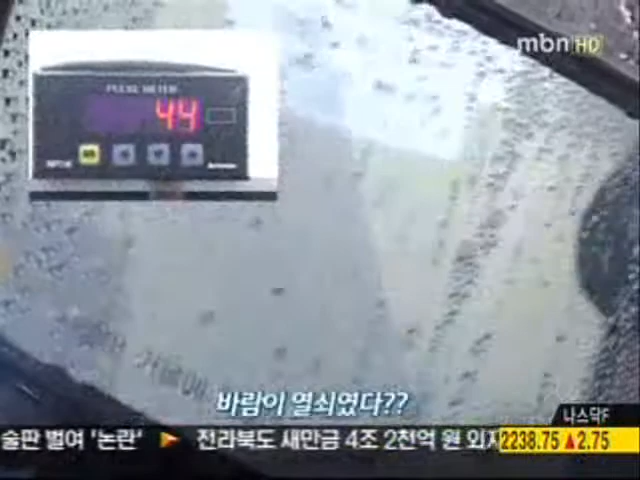 mbn HD
PULSE METER
44
바람이 열쇠였다??
나스닥F
술판 벌여 '논란' ▶ 전라북도 새만금 4조 2천억 원 외자
2238.75 ▲2.75